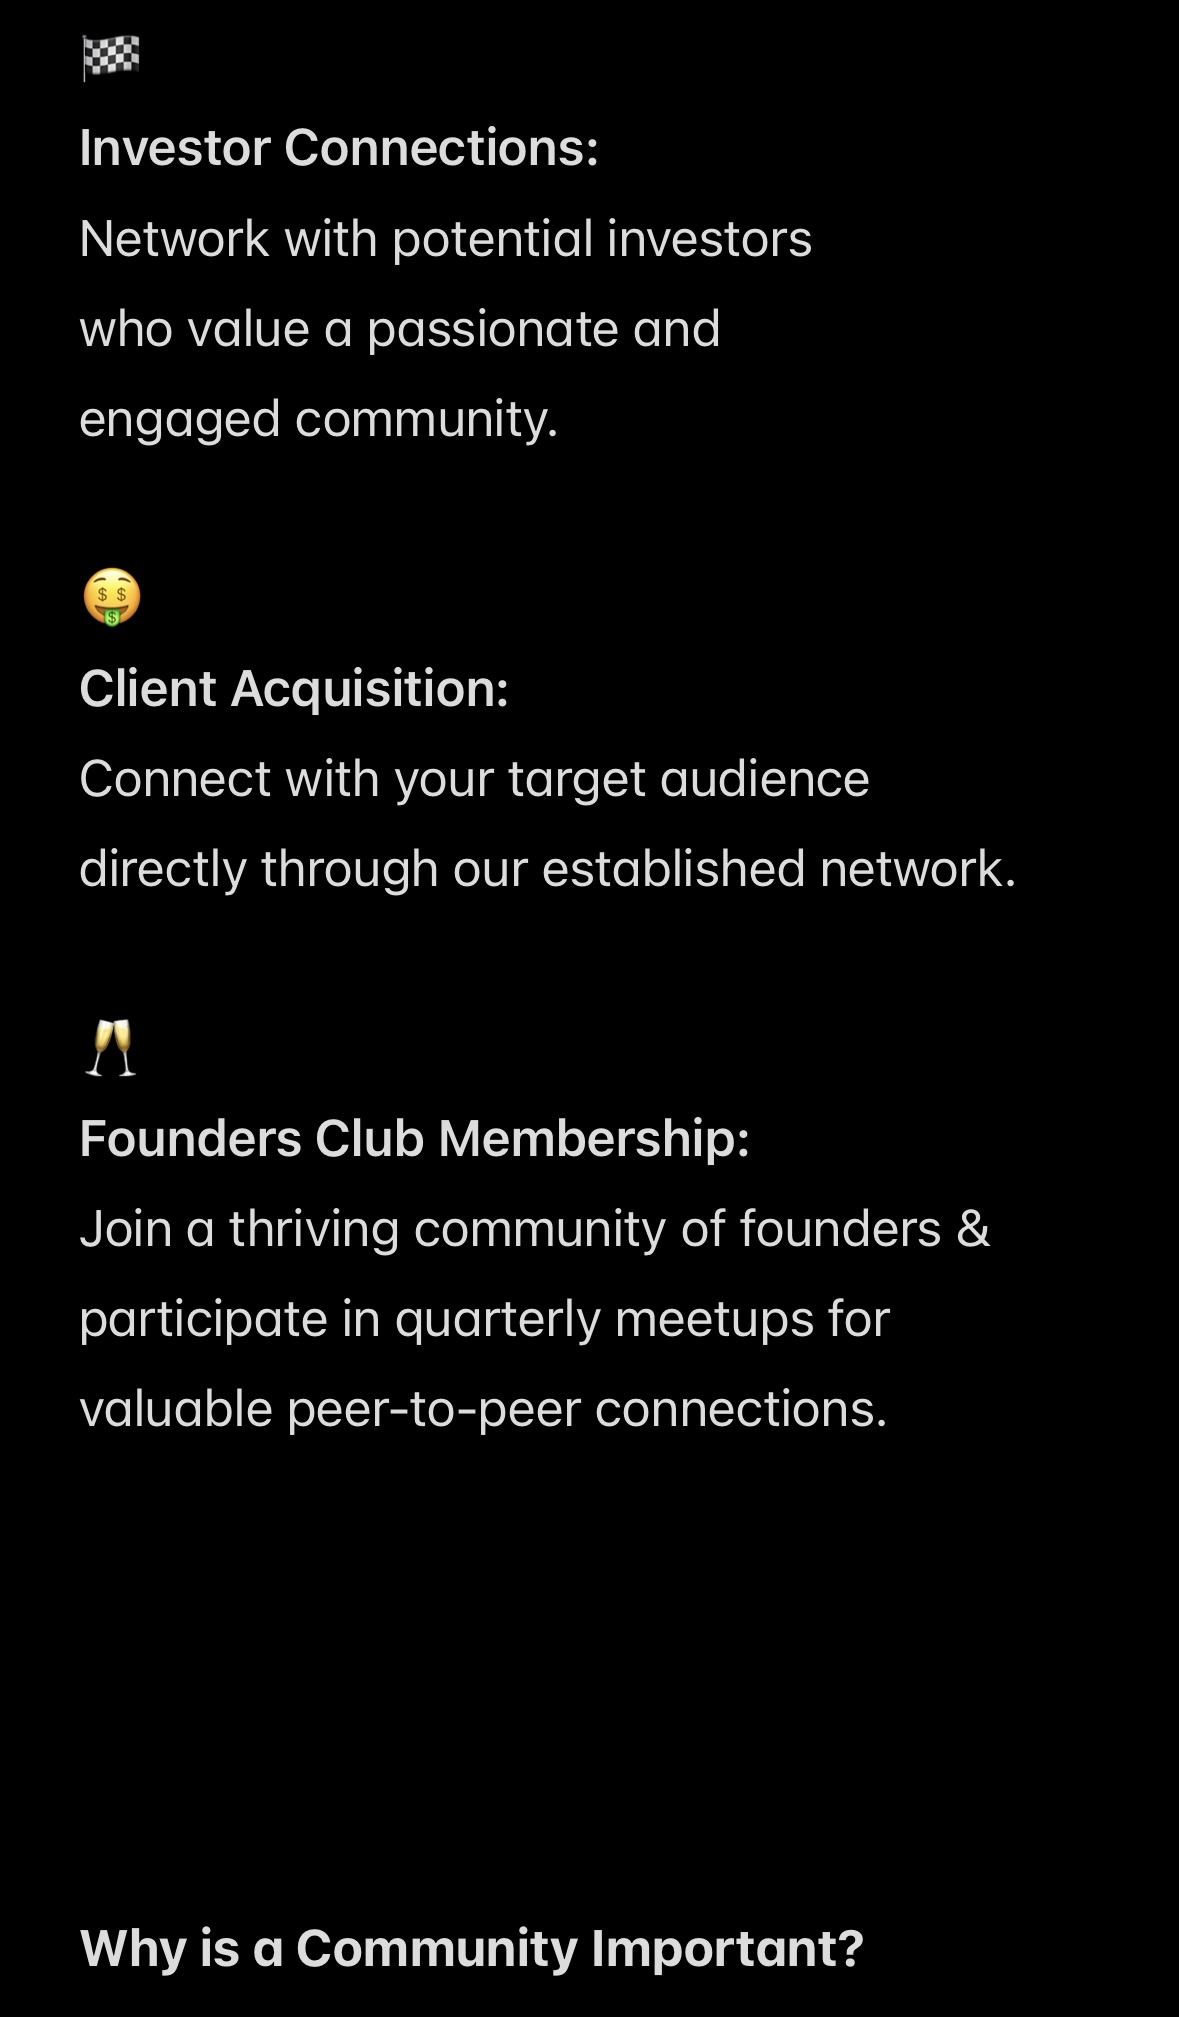 🏁
Investor Connections:
Network with potential investors
who value a passionate and
engaged community.
🤑
Client Acquisition:
Connect with your target audience
directly through our established network.
🥂
Founders Club Membership:
Join a thriving community of founders &
participate in quarterly meetups for
valuable peer-to-peer connections.
Why is a Community Important?